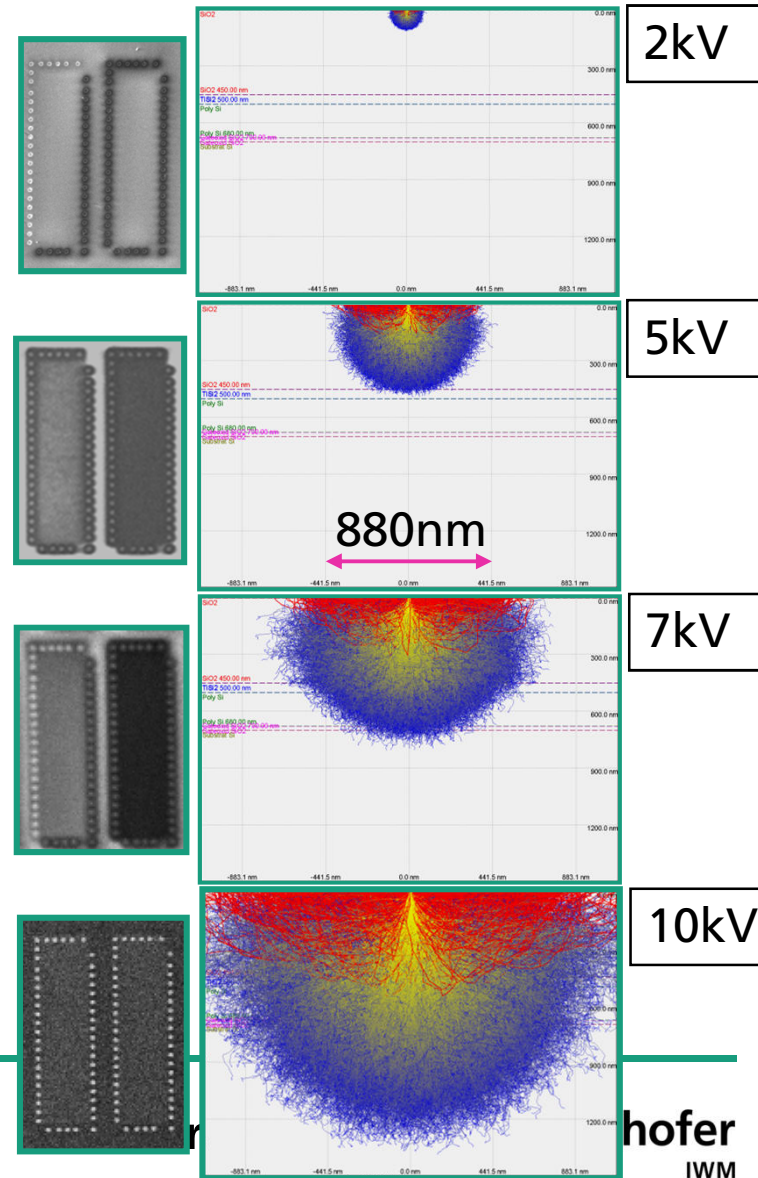 2kV
SiO2
0.0 nm
300.0 nm
SiO2 450.00 nm
TiSi2 500.00 nm
Poly Si
600.0 nm
Poly Si 680.00 nm
Substrat Si
900.0 nm
1200.0 nm
-883.1 nm -441.5 nm 0.0 nm 441.5 nm 883.1 nm
5kV
SiO2
0.0 nm
300.0 nm
SiO2 450.00 nm
TiSi2 500.00 nm
Poly Si
600.0 nm
Poly Si 680.00 nm
900.0 nm
880nm
1200.0 nm
-883.1 nm -441.5 nm 0.0 nm 441.5 nm 883.1 nm
7kV
SiO2
0.0 nm
300.0 nm
SiO2 450.00 nm
TiSi2 500.00 nm
Poly Si
600.0 nm
Poly Si 680.00 nm
Substrat Si
900.0 nm
1200.0 nm
-883.1 nm -441.5 nm 0.0 nm 441.5 nm 883.1 nm
10kV
900.0 nm
1200.0 nm
-883.1 nm -441.5 nm 0.0 nm 441.5 nm 883.1 nm
hofer
IWM